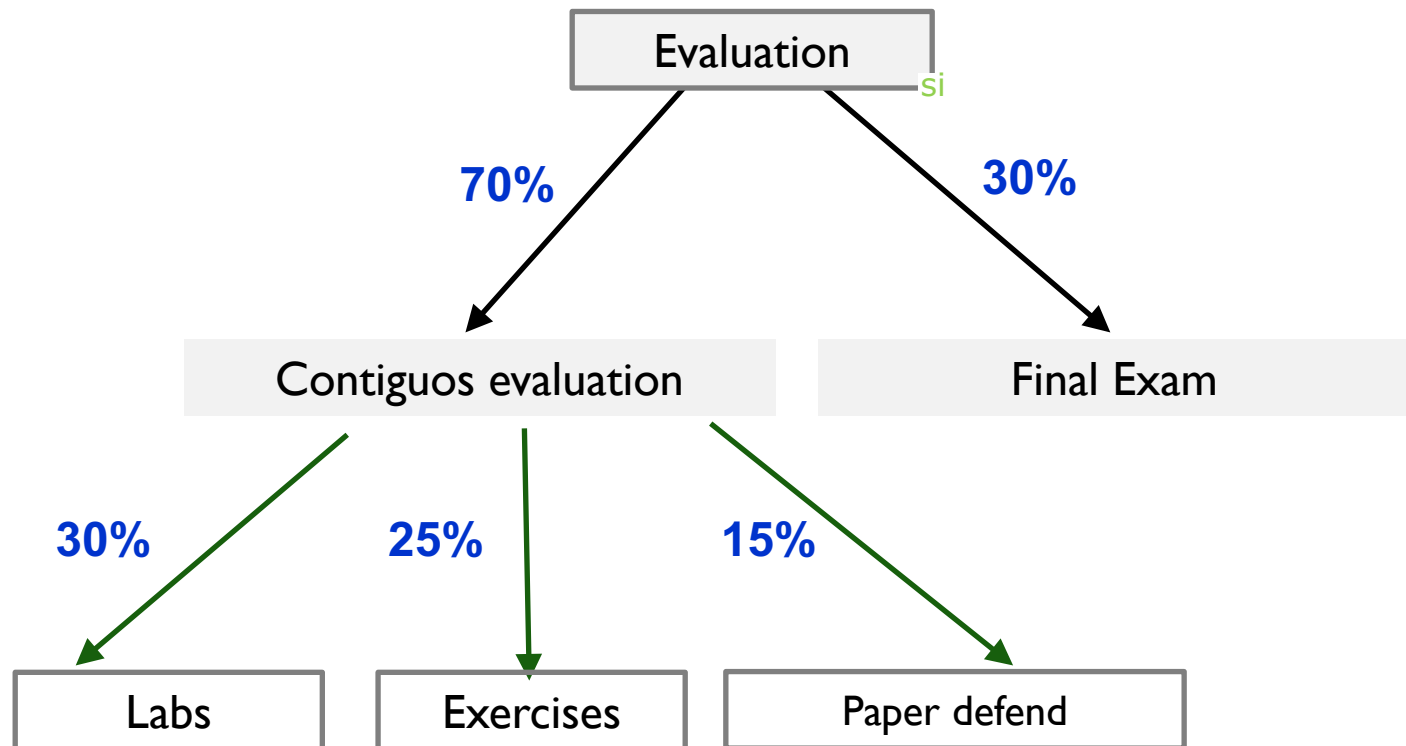 Evaluation
si
70%
30%
Contiguos evaluation
Final Exam
30%
25%
15%
Labs
Exercises
Paper defend